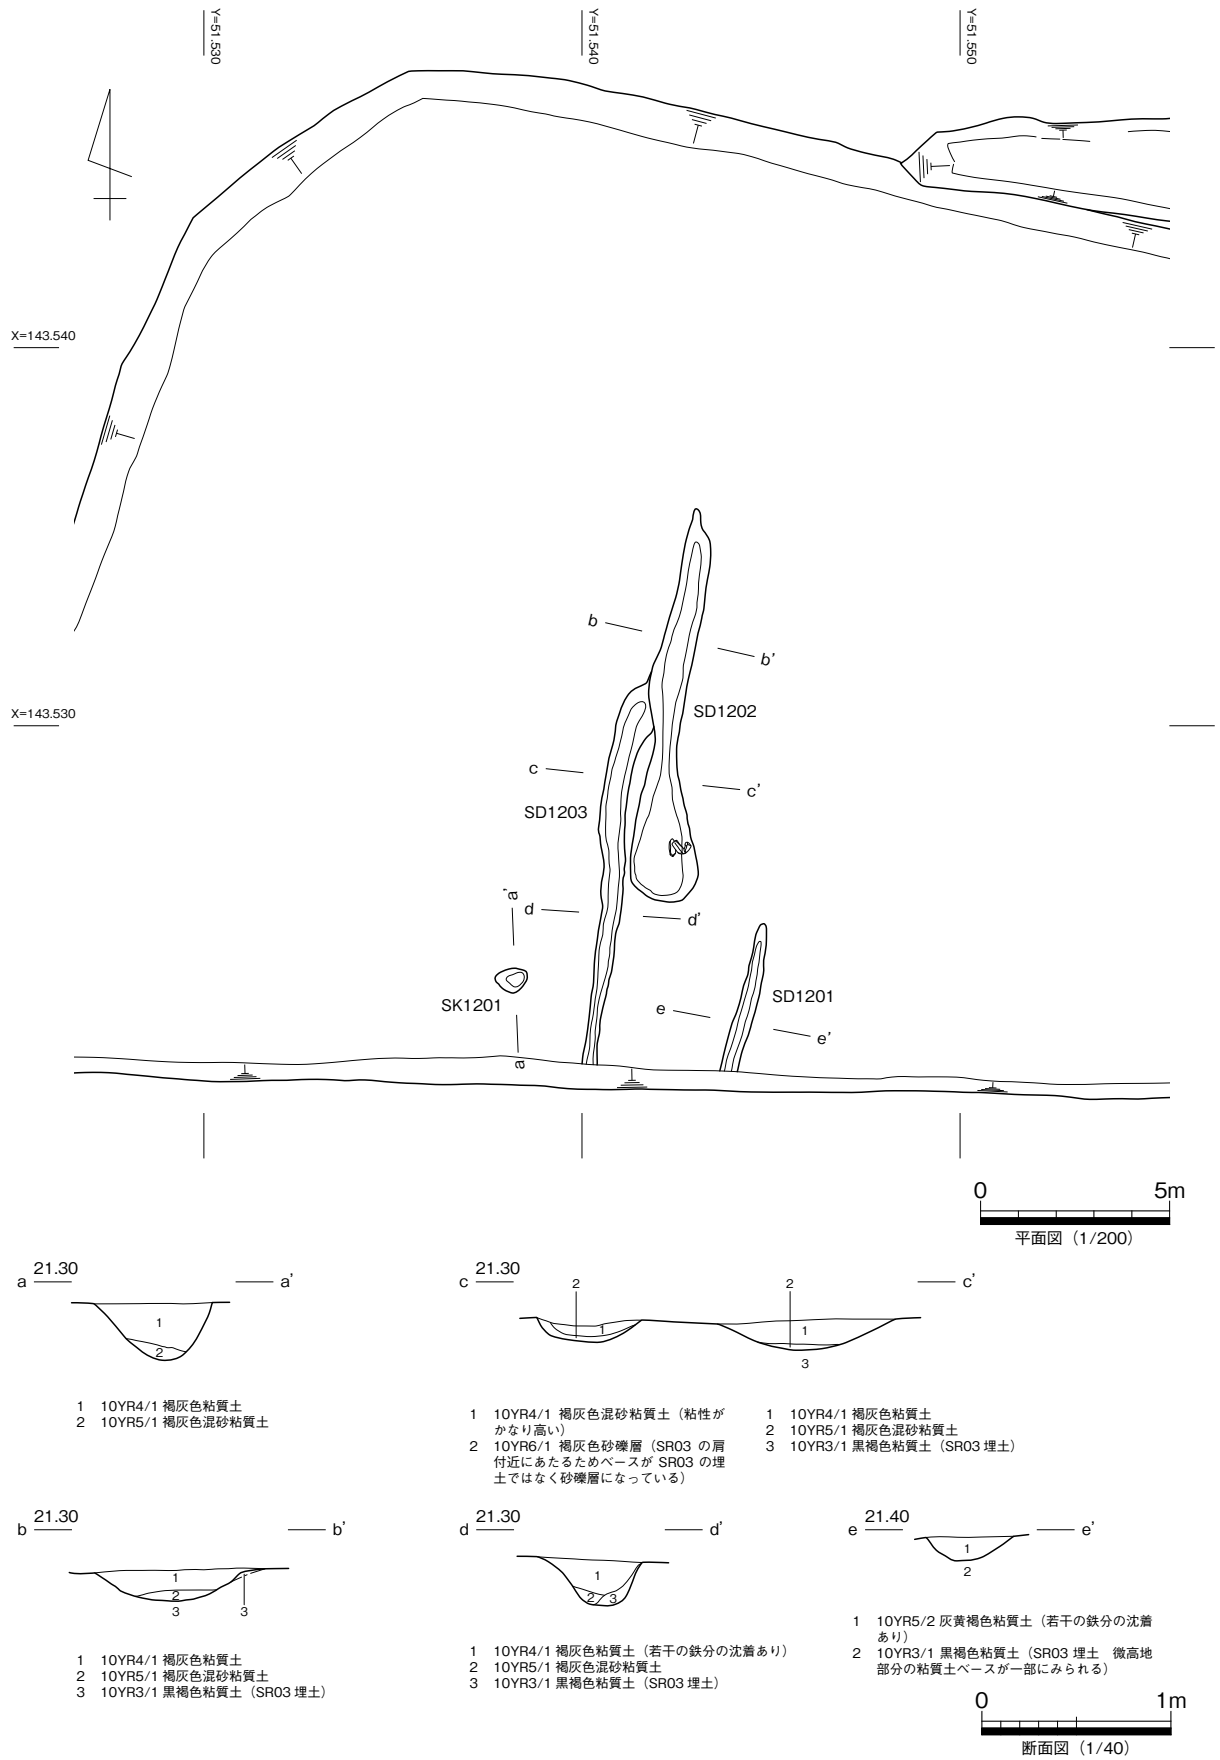 Y=51.530
Y=51.540
Y=51.550
X=143.540
X=143.530
b
b’
SD1202
c
c’
SD1203
a’
d
d’
SK1201
a
e
SD1201
e’
0 5m
平面図（1/200）
a 21.30 a’
1
2
1 10YR4/1 褐灰色粘質土
2 10YR5/1 褐灰色混砂粘質土
c 21.30 c’
2 2
1 1
3
1 10YR4/1 褐灰色混砂粘質土（粘性が
かなり高い）
2 10YR6/1 褐灰色砂礫層（SR03 の肩
付近にあたるためベースが SR03 の埋
土ではなく砂礫層になっている）
1 10YR4/1 褐灰色粘質土
2 10YR5/1 褐灰色混砂粘質土
3 10YR3/1 黒褐色粘質土（SR03 埋土）
b 21.30 b’
1
2
3 3
1 10YR4/1 褐灰色粘質土
2 10YR5/1 褐灰色混砂粘質土
3 10YR3/1 黒褐色粘質土（SR03 埋土）
d 21.30 d’
1
2 3
1 10YR4/1 褐灰色粘質土（若干の鉄分の沈着あり）
2 10YR5/1 褐灰色混砂粘質土
3 10YR3/1 黒褐色粘質土（SR03 埋土）
e 21.40 e’
1
2
1 10YR5/2 灰黄褐色粘質土（若干の鉄分の沈着
あり）
2 10YR3/1 黒褐色粘質土（SR03 埋土　微高地
部分の粘質土ベースが一部にみられる）
0 1m
断面図（1/40）